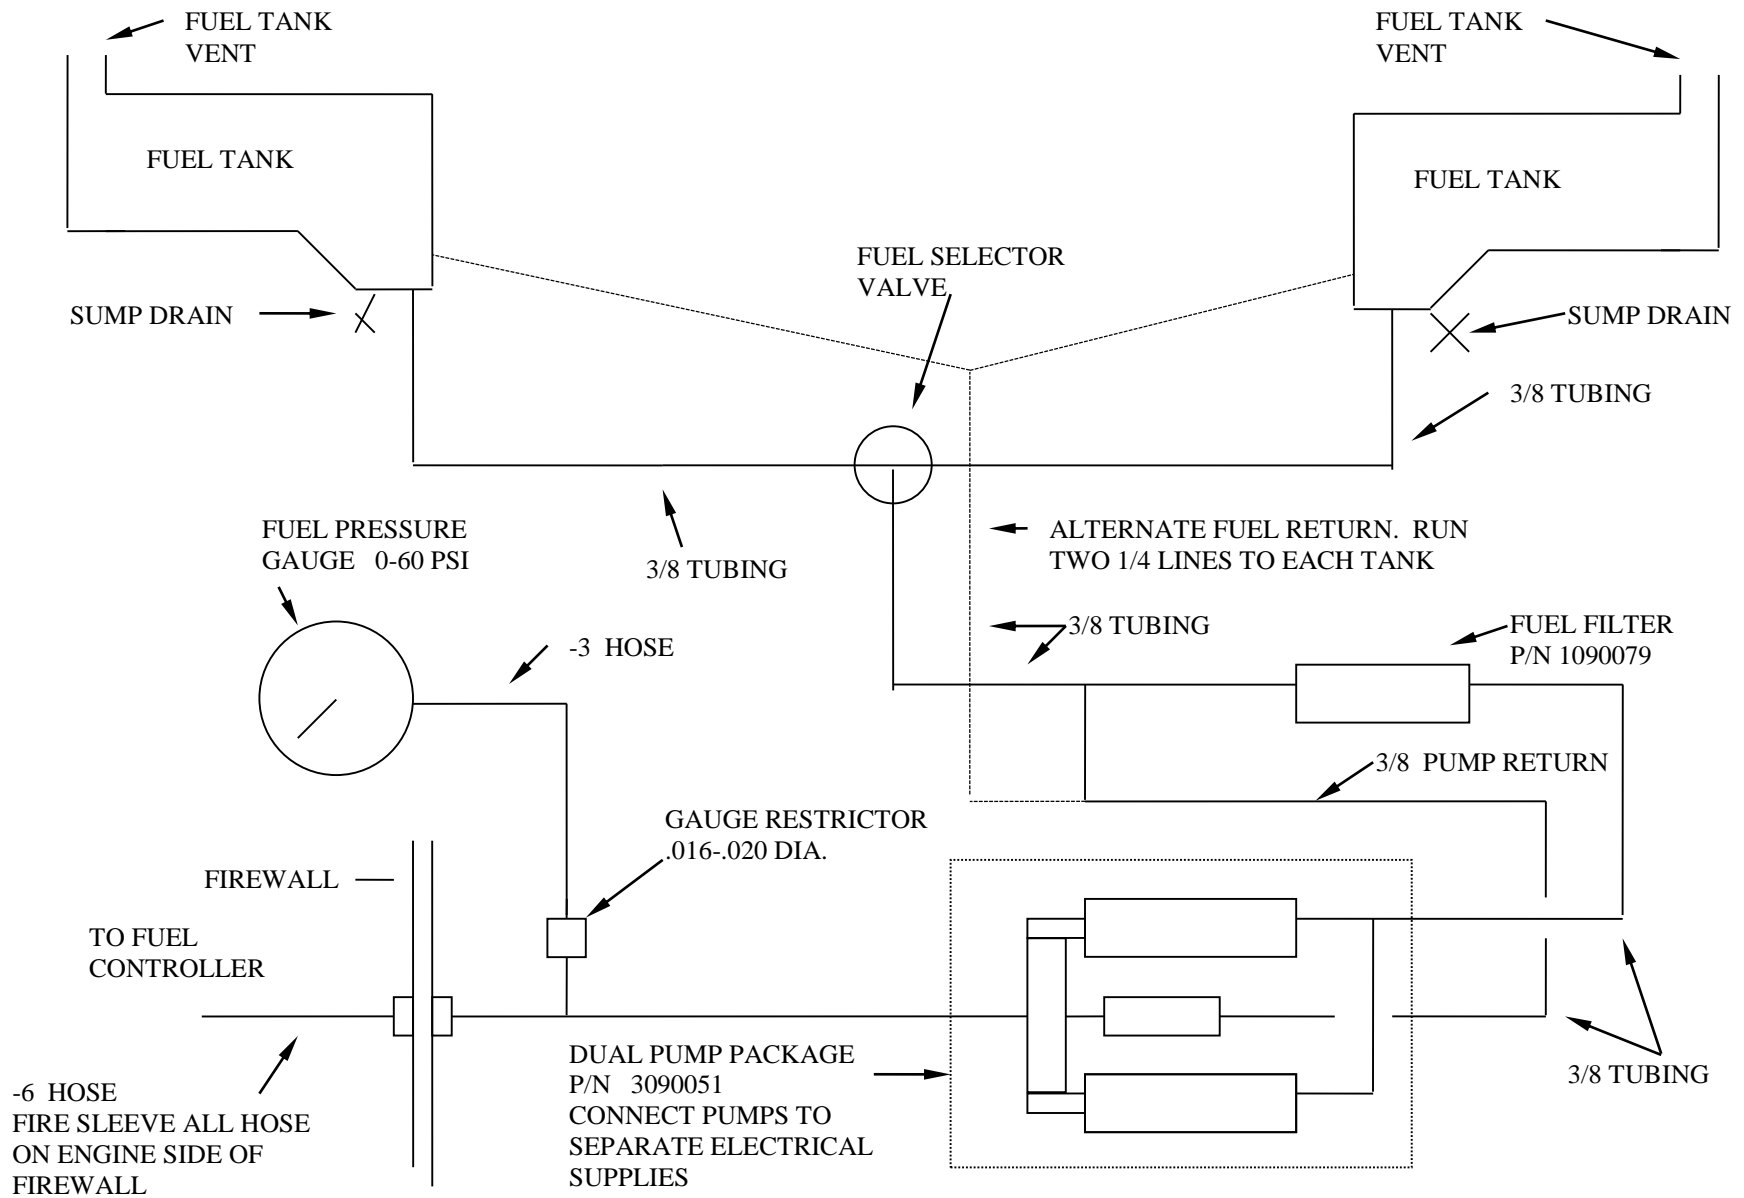 FUEL TANK
VENT
FUEL TANK
VENT
FUEL TANK
FUEL TANK
FUEL SELECTOR
VALVE
SUMP DRAIN
SUMP DRAIN
3/8 TUBING
FUEL PRESSURE
GAUGE 0-60 PSI
3/8 TUBING
ALTERNATE FUEL RETURN. RUN
TWO 1/4 LINES TO EACH TANK
-3 HOSE
3/8 TUBING
FUEL FILTER
P/N 1090079
3/8 PUMP RETURN
GAUGE RESTRICTOR
.016-.020 DIA.
FIREWALL
TO FUEL
CONTROLLER
DUAL PUMP PACKAGE
P/N 3090051
CONNECT PUMPS TO
SEPARATE ELECTRICAL
SUPPLIES
3/8 TUBING
-6 HOSE
FIRE SLEEVE ALL HOSE
ON ENGINE SIDE OF
FIREWALL